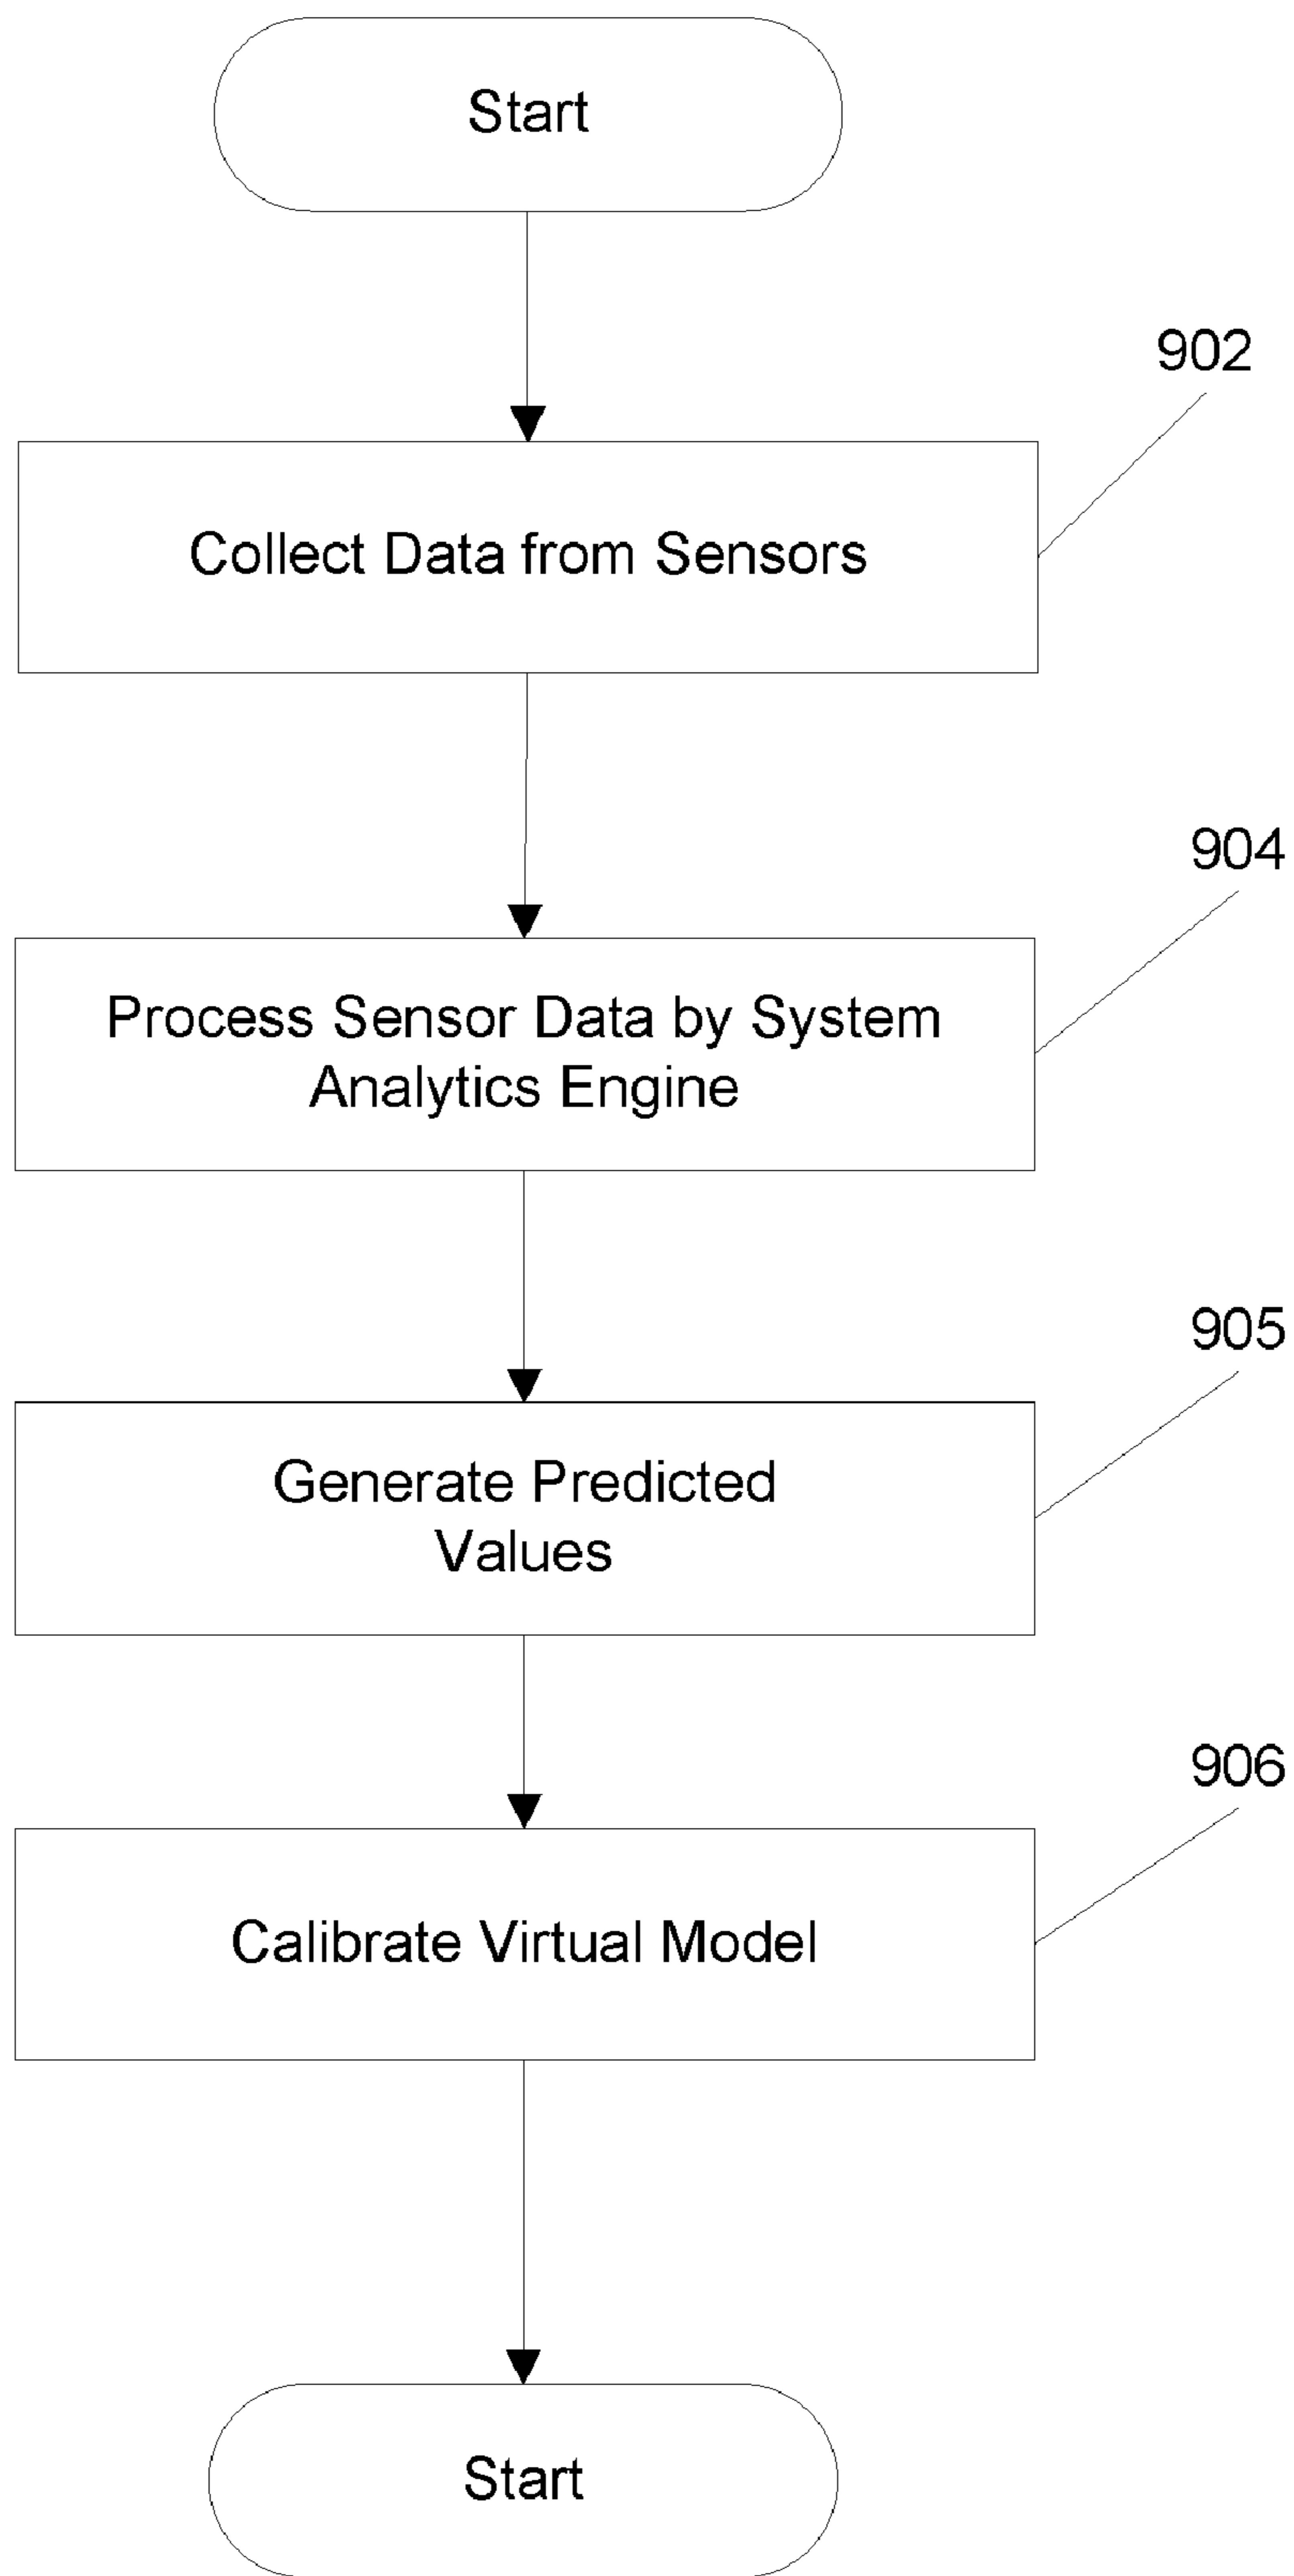 Start
902
Collect Data from Sensors
904
Process Sensor Data by System
Analytics Engine
905
Generate Predicted
Values
906
Calibrate Virtual Model
Start